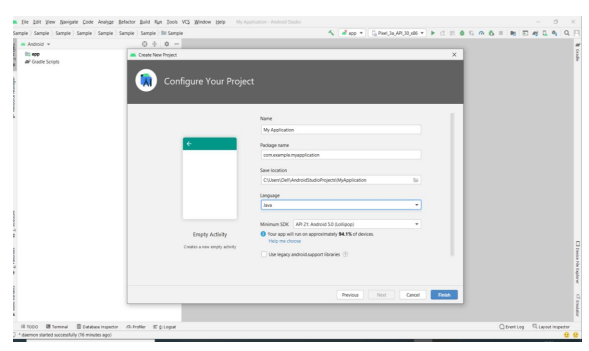 File Edit View Navigate Code Analyze Refactor Build Run Tools VCS Window Help My Application - Android Studio
Sample Sample Sample Sample Sample Sample Sample app Pixel_3a_API_30_x86
Android
app
Gradle Scripts
Create New Project
Configure Your Project
Name
My Application
Package name
com.example.myapplication
Save location
C:\Users\Dell\AndroidStudioProjects\MyApplication
Language
Java
Minimum SDK API 21: Android 5.0 (Lollipop)
Your app will run on approximately 94.1% of devices.
Help me choose
Use legacy android.support libraries
Empty Activity
Creates a new empty activity
Previous Next Cancel Finish
Gradle
Device File Explorer
Emulator
TODO Terminal Database Inspector Profiler 6: Logcat Event Log Layout Inspector
* daemon started successfully (16 minutes ago)